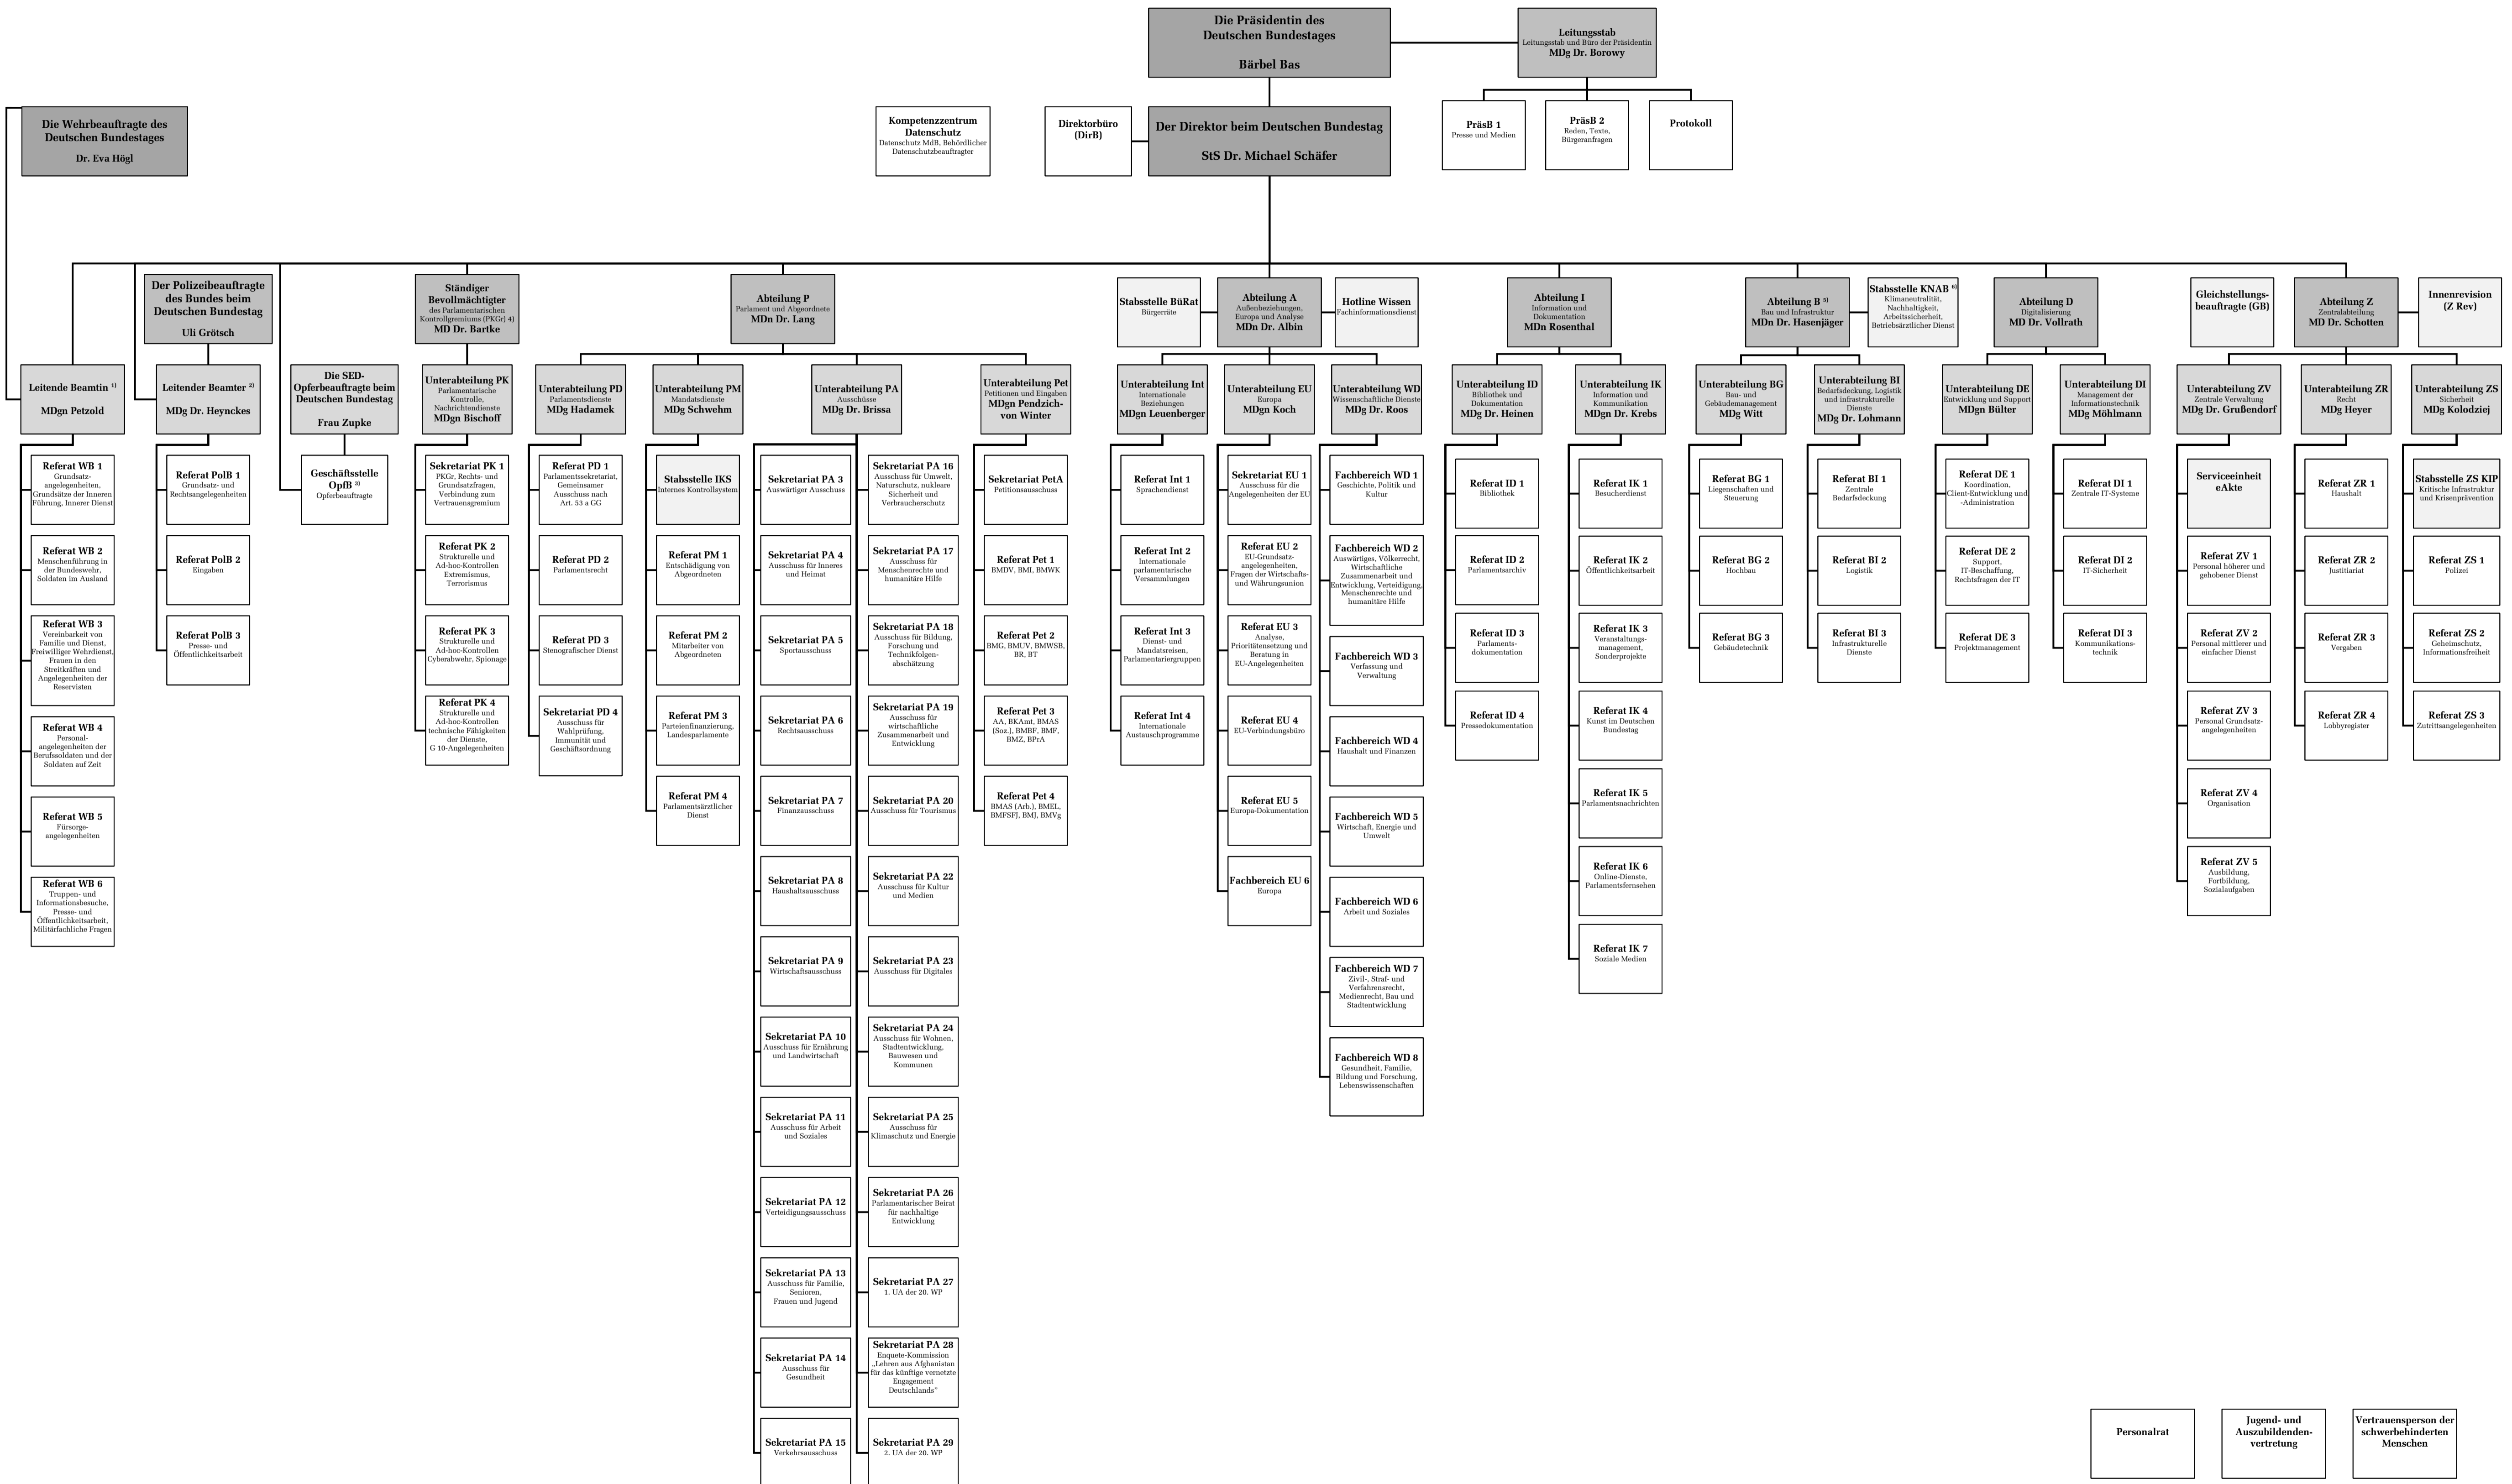 Die Präsidentin des
Deutschen Bundestages
Bärbel Bas
Leitungsstab
Leitungsstab und Büro der Präsidentin
MDg Dr. Borowy
Die Wehrbeauftragte des
Deutschen Bundestages
Dr. Eva Högl
Kompetenzzentrum
Datenschutz
Datenschutz MdB, Behördlicher
Datenschutzbeauftragter
Direktorbüro
(DirB)
Der Direktor beim Deutschen Bundestag
StS Dr. Michael Schäfer
PräsB 1
Presse und Medien
PräsB 2
Reden, Texte,
Bürgeranfragen
Protokoll
Der Polizeibeauftragte
des Bundes beim
Deutschen Bundestag
Uli Grötsch
Ständiger
Bevollmächtigter
des Parlamentarischen
Kontrollgremiums (PKGr) 4)
MD Dr. Bartke
Abteilung P
Parlament und Abgeordnete
MDn Dr. Lang
Stabsstelle BüRat
Bürgerräte
Abteilung A
Außenbeziehungen,
Europa und Analyse
MDn Dr. Albin
Hotline Wissen
Fachinformationsdienst
Abteilung I
Information und
Dokumentation
MDn Rosenthal
Abteilung B 5)
Bau und Infrastruktur
MDn Dr. Hasenjäger
Stabsstelle KNAB 6)
Klimaneutralität,
Nachhaltigkeit,
Arbeitssicherheit,
Betriebsärztlicher Dienst
Abteilung D
Digitalisierung
MD Dr. Vollrath
Gleichstellungs-
beauftragte (GB)
Abteilung Z
Zentralabteilung
MD Dr. Schotten
Innenrevision
(Z Rev)
Leitende Beamtin 1)
MDgn Petzold
Leitender Beamter 2)
MDg Dr. Heynckes
Die SED-
Opferbeauftragte beim
Deutschen Bundestag
Frau Zupke
Unterabteilung PK
Parlamentarische
Kontrolle,
Nachrichtendienste
MDgn Bischoff
Unterabteilung PD
Parlamentsdienste
MDg Hadamek
Unterabteilung PM
Mandatsdienste
MDg Schwehm
Unterabteilung PA
Ausschüsse
MDg Dr. Brissa
Unterabteilung Pet
Petitionen und Eingaben
MDgn Pendzich-
von Winter
Unterabteilung Int
Internationale
Beziehungen
MDgn Leuenberger
Unterabteilung EU
Europa
MDgn Koch
Unterabteilung WD
Wissenschaftliche Dienste
MDg Dr. Roos
Unterabteilung ID
Bibliothek und
Dokumentation
MDg Dr. Heinen
Unterabteilung IK
Information und
Kommunikation
MDgn Dr. Krebs
Unterabteilung BG
Bau- und
Gebäudemanagement
MDg Witt
Unterabteilung BI
Bedarfsdeckung, Logistik
und infrastrukturelle
Dienste
MDg Dr. Lohmann
Unterabteilung DE
Entwicklung und Support
MDgn Bülter
Unterabteilung DI
Management der
Informationstechnik
MDg Möhlmann
Unterabteilung ZV
Zentrale Verwaltung
MDg Dr. Grußendorf
Unterabteilung ZR
Recht
MDg Heyer
Unterabteilung ZS
Sicherheit
MDg Kolodziej
Referat WB 1
Grundsatz-
angelegenheiten,
Grundsätze der Inneren
Führung, Innerer Dienst
Referat WB 2
Menschenführung in
der Bundeswehr,
Soldaten im Ausland
Referat WB 3
Vereinbarkeit von
Familie und Dienst,
Freiwilliger Wehrdienst,
Frauen in den
Streitkräften und
Angelegenheiten der
Reservisten
Referat WB 4
Personal-
angelegenheiten der
Berufssoldaten und der
Soldaten auf Zeit
Referat WB 5
Fürsorge-
angelegenheiten
Referat WB 6
Truppen- und
Informationsbesuche,
Presse- und
Öffentlichkeitsarbeit,
Militärfachliche Fragen
Referat PolB 1
Grundsatz- und
Rechtsangelegenheiten
Referat PolB 2
Eingaben
Referat PolB 3
Presse- und
Öffentlichkeitsarbeit
Geschäftsstelle
OpfB 3)
Opferbeauftragte
Sekretariat PK 1
PKGr, Rechts- und
Grundsatzfragen,
Verbindung zum
Vertrauensgremium
Referat PK 2
Strukturelle und
Ad-hoc-Kontrollen
Extremismus,
Terrorismus
Referat PK 3
Strukturelle und
Ad-hoc-Kontrollen
Cyberabwehr, Spionage
Referat PK 4
Strukturelle und
Ad-hoc-Kontrollen
technische Fähigkeiten
der Dienste,
G 10-Angelegenheiten
Referat PD 1
Parlamentssekretariat,
Gemeinsamer
Ausschuss nach
Art. 53 a GG
Referat PD 2
Parlamentsrecht
Referat PD 3
Stenografischer Dienst
Sekretariat PD 4
Ausschuss für
Wahlprüfung,
Immunität und
Geschäftsordnung
Stabsstelle IKS
Internes Kontrollsystem
Referat PM 1
Entschädigung von
Abgeordneten
Referat PM 2
Mitarbeiter von
Abgeordneten
Referat PM 3
Parteienfinanzierung,
Landesparlamente
Referat PM 4
Parlamentsärztlicher
Dienst
Sekretariat PA 3
Auswärtiger Ausschuss
Sekretariat PA 4
Ausschuss für Inneres
und Heimat
Sekretariat PA 5
Sportausschuss
Sekretariat PA 6
Rechtsausschuss
Sekretariat PA 7
Finanzausschuss
Sekretariat PA 8
Haushaltsausschuss
Sekretariat PA 9
Wirtschaftsausschuss
Sekretariat PA 10
Ausschuss für Ernährung
und Landwirtschaft
Sekretariat PA 11
Ausschuss für Arbeit
und Soziales
Sekretariat PA 12
Verteidigungsausschuss
Sekretariat PA 13
Ausschuss für Familie,
Senioren,
Frauen und Jugend
Sekretariat PA 14
Ausschuss für
Gesundheit
Sekretariat PA 15
Verkehrsausschuss
Sekretariat PA 16
Ausschuss für Umwelt,
Naturschutz, nukleare
Sicherheit und
Verbraucherschutz
Sekretariat PA 17
Ausschuss für
Menschenrechte und
humanitäre Hilfe
Sekretariat PA 18
Ausschuss für Bildung,
Forschung und
Technikfolgen-
abschätzung
Sekretariat PA 19
Ausschuss für
wirtschaftliche
Zusammenarbeit und
Entwicklung
Sekretariat PA 20
Ausschuss für Tourismus
Sekretariat PA 22
Ausschuss für Kultur
und Medien
Sekretariat PA 23
Ausschuss für Digitales
Sekretariat PA 24
Ausschuss für Wohnen,
Stadtentwicklung,
Bauwesen und
Kommunen
Sekretariat PA 25
Ausschuss für
Klimaschutz und Energie
Sekretariat PA 26
Parlamentarischer Beirat
für nachhaltige
Entwicklung
Sekretariat PA 27
1. UA der 20. WP
Sekretariat PA 28
Enquete-Kommission
„Lehren aus Afghanistan
für das künftige vernetzte
Engagement
Deutschlands"
Sekretariat PA 29
2. UA der 20. WP
Sekretariat PetA
Petitionsausschuss
Referat Pet 1
BMDV, BMI, BMWK
Referat Pet 2
BMG, BMUV, BMWSB,
BR, BT
Referat Pet 3
AA, BKAmt, BMAS
(Soz.), BMBF, BMF,
BMZ, BPrA
Referat Pet 4
BMAS (Arb.), BMEL,
BMFSFJ, BMJ, BMVg
Referat Int 1
Sprachendienst
Referat Int 2
Internationale
parlamentarische
Versammlungen
Referat Int 3
Dienst- und
Mandatsreisen,
Parlamentariergruppen
Referat Int 4
Internationale
Austauschprogramme
Sekretariat EU 1
Ausschuss für die
Angelegenheiten der EU
Referat EU 2
EU-Grundsatz-
angelegenheiten,
Fragen der Wirtschafts-
und Währungsunion
Referat EU 3
Analyse,
Prioritätensetzung und
Beratung in
EU-Angelegenheiten
Referat EU 4
EU-Verbindungsbüro
Referat EU 5
Europa-Dokumentation
Fachbereich EU 6
Europa
Fachbereich WD 1
Geschichte, Politik und
Kultur
Fachbereich WD 2
Auswärtiges, Völkerrecht,
Wirtschaftliche
Zusammenarbeit und
Entwicklung, Verteidigung,
Menschenrechte und
humanitäre Hilfe
Fachbereich WD 3
Verfassung und
Verwaltung
Fachbereich WD 4
Haushalt und Finanzen
Fachbereich WD 5
Wirtschaft, Energie und
Umwelt
Fachbereich WD 6
Arbeit und Soziales
Fachbereich WD 7
Zivil-, Straf- und
Verfahrensrecht,
Medienrecht, Bau und
Stadtentwicklung
Fachbereich WD 8
Gesundheit, Familie,
Bildung und Forschung,
Lebenswissenschaften
Referat ID 1
Bibliothek
Referat ID 2
Parlamentsarchiv
Referat ID 3
Parlaments-
dokumentation
Referat ID 4
Pressedokumentation
Referat IK 1
Besucherdienst
Referat IK 2
Öffentlichkeitsarbeit
Referat IK 3
Veranstaltungs-
management,
Sonderprojekte
Referat IK 4
Kunst im Deutschen
Bundestag
Referat IK 5
Parlamentsnachrichten
Referat IK 6
Online-Dienste,
Parlamentsfernsehen
Referat IK 7
Soziale Medien
Referat BG 1
Liegenschaften und
Steuerung
Referat BG 2
Hochbau
Referat BG 3
Gebäudetechnik
Referat BI 1
Zentrale
Bedarfsdeckung
Referat BI 2
Logistik
Referat BI 3
Infrastrukturelle
Dienste
Referat DE 1
Koordination,
Client-Entwicklung und
-Administration
Referat DE 2
Support,
IT-Beschaffung,
Rechtsfragen der IT
Referat DE 3
Projektmanagement
Referat DI 1
Zentrale IT-Systeme
Referat DI 2
IT-Sicherheit
Referat DI 3
Kommunikations-
technik
Serviceeinheit
eAkte
Referat ZV 1
Personal höherer und
gehobener Dienst
Referat ZV 2
Personal mittlerer und
einfacher Dienst
Referat ZV 3
Personal Grundsatz-
angelegenheiten
Referat ZV 4
Organisation
Referat ZV 5
Ausbildung,
Fortbildung,
Sozialaufgaben
Referat ZR 1
Haushalt
Referat ZR 2
Justitiariat
Referat ZR 3
Vergaben
Referat ZR 4
Lobbyregister
Stabsstelle ZS KIP
Kritische Infrastruktur
und Krisenprävention
Referat ZS 1
Polizei
Referat ZS 2
Geheimschutz,
Informationsfreiheit
Referat ZS 3
Zutrittsangelegenheiten
Personalrat
Jugend- und
Auszubildenden-
vertretung
Vertrauensperson der
schwerbehinderten
Menschen